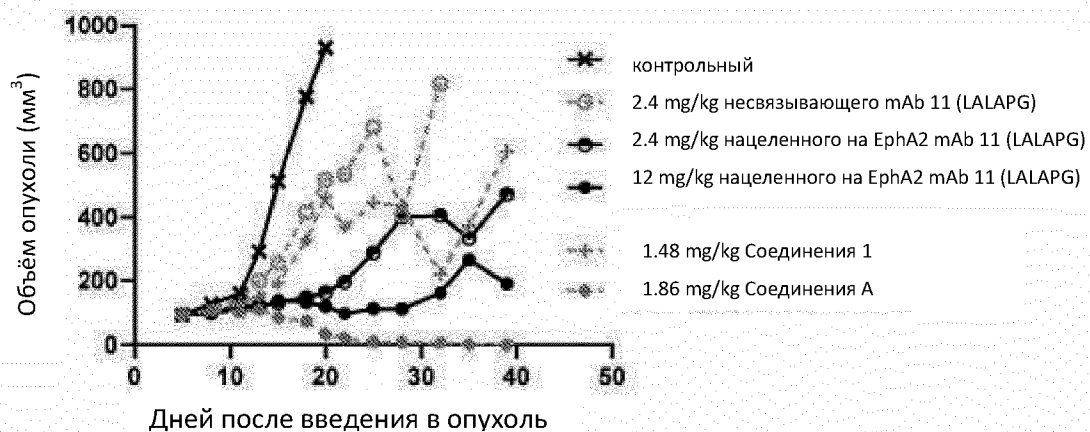 Объём опухоли (мм³)
1000
800
600
400
200
0
0 10 20 30 40 50
Дней после введения в опухоль
контрольный
2.4 mg/kg несвязывающего mAb 11 (LALAPG)
2.4 mg/kg нацеленного на EphA2 mAb 11 (LALAPG)
12 mg/kg нацеленного на EphA2 mAb 11 (LALAPG)
1.48 mg/kg Соединения 1
1.86 mg/kg Соединения А